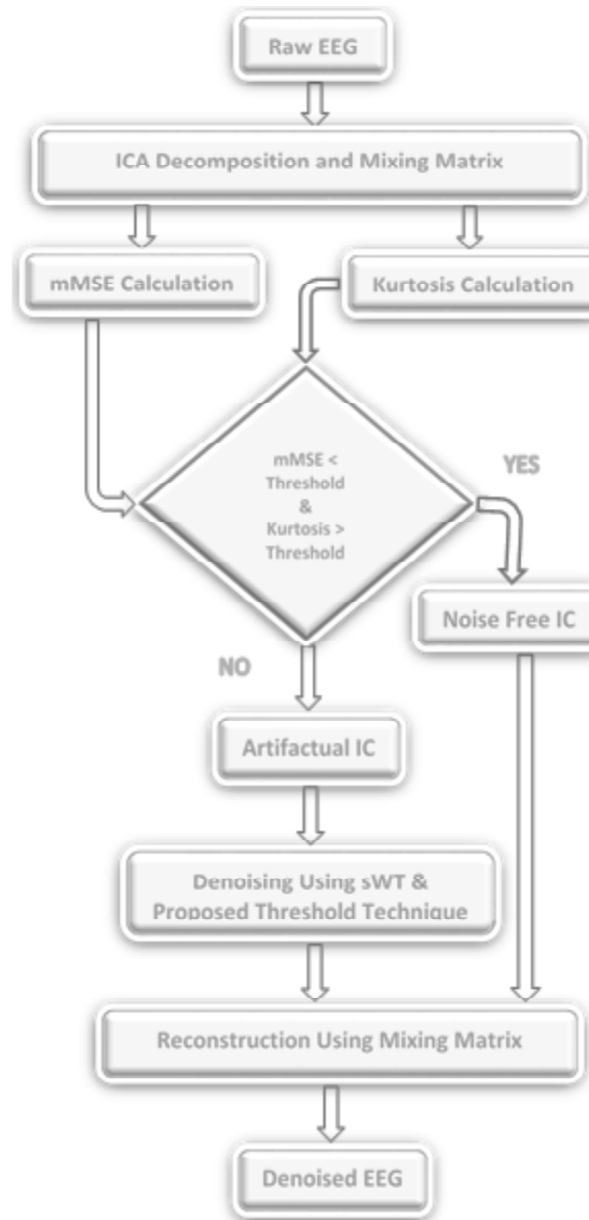 Raw EEG
ICA Decomposition and Mixing Matrix
mMSE Calculation
Kurtosis Calculation
mMSE <
Threshold
&
Kurtosis >
Threshold
YES
Noise Free IC
NO
Artifactual IC
Denoising Using sWT &
Proposed Threshold Technique
Reconstruction Using Mixing Matrix
Denoised EEG